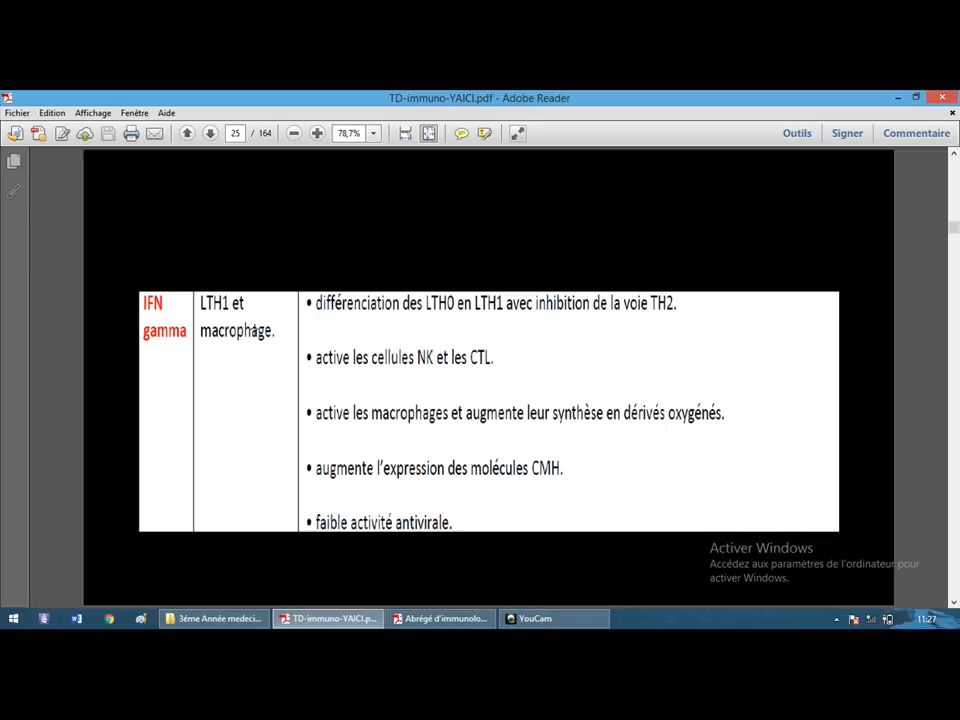 TD-immuno-YAICI.pdf - Adobe Reader
Fichier Edition Affichage Fenêtre Aide
25 / 164 78,7% Outils Signer Commentaire
IFN gamma
LTH1 et macrophage.
• différenciation des LTH0 en LTH1 avec inhibition de la voie TH2.
• active les cellules NK et les CTL.
• active les macrophages et augmente leur synthèse en dérivés oxygénés.
• augmente l'expression des molécules CMH.
• faible activité antivirale.
Activer Windows
Accédez aux paramètres de l'ordinateur pour
activer Windows.
3éme Année medeci... TD-immuno-YAICI.p... Abrégé d'immunolo... YouCam 11:27